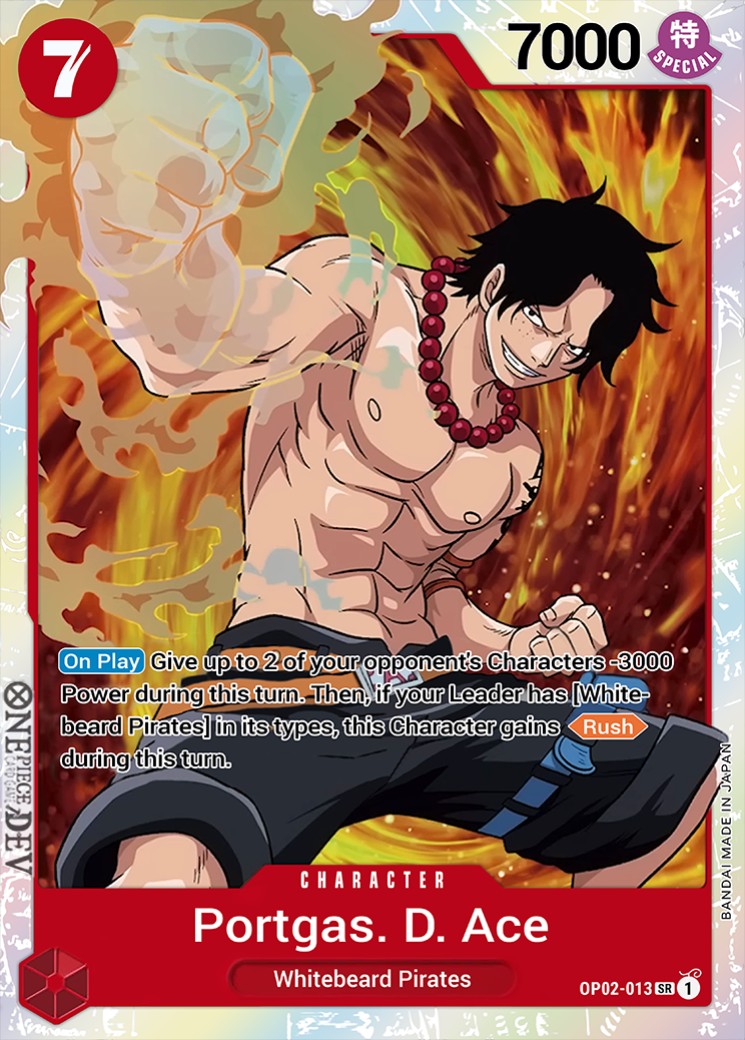 7
7000
特
SPECIAL
On Play Give up to 2 of your opponent's Characters -3000
Power during this turn. Then, if your Leader has [White-
beard Pirates] in its types, this Character gains Rush
during this turn.
ONE PIECE.DEV
BANDAI MADE IN JAPAN
CHARACTER
Portgas. D. Ace
Whitebeard Pirates
OP02-013 SR 1